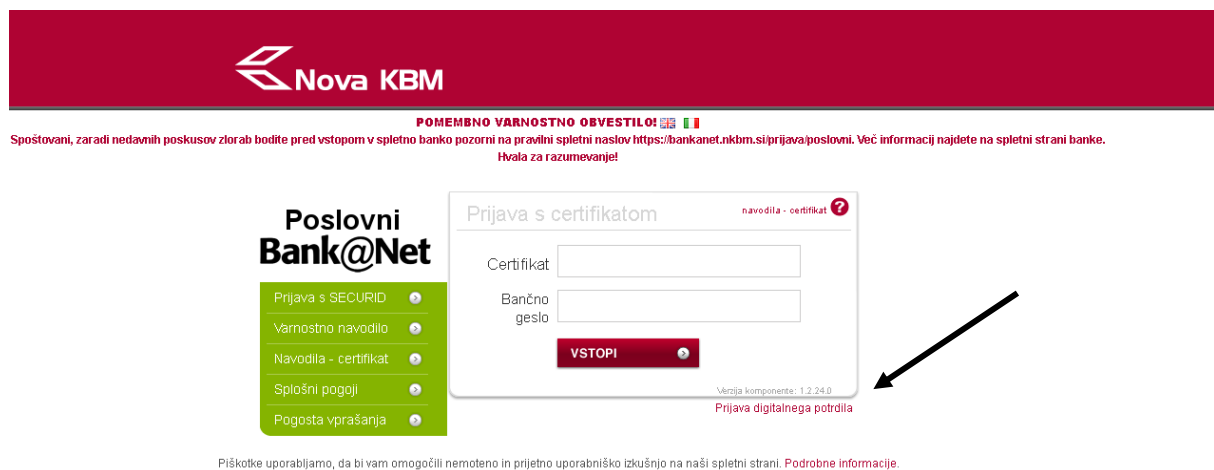 Nova KBM
POMEMBNO VARNOSTNO OBVESTILO!
Spoštovani, zaradi nedavnih poskusov zlorab bodite pred vstopom v spletno banko pozorni na pravilni spletni naslov https://bankanet.nkbm.si/prijava/poslovni. Več informacij najdete na spletni strani banke.
Hvala za razumevanje!
Poslovni
Bank@Net
Prijava s SECURID
Varnostno navodilo
Navodila - certifikat
Splošni pogoji
Pogosta vprašanja
Prijava s certifikatom
navodila - certifikat ?
Certifikat
Bančno
geslo
VSTOPI
Verzija komponente: 1.2.24.0
Prijava digitalnega potrdila
Piškotke uporabljamo, da bi vam omogočili nemoteno in prijetno uporabniško izkušnjo na naši spletni strani. Podrobne informacije.